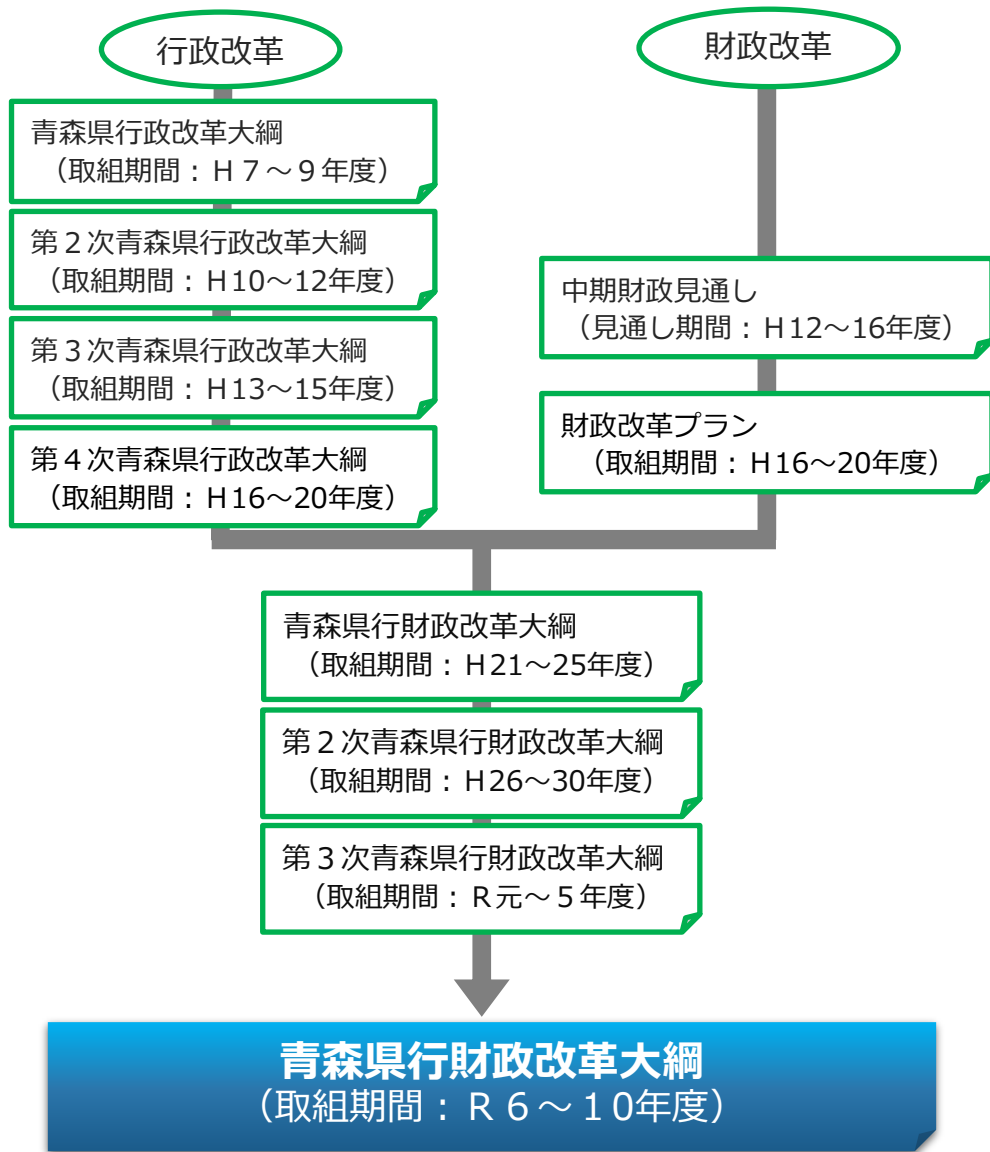 行政改革
財政改革
青森県行政改革大綱
（取組期間：Ｈ７～９年度）
第２次青森県行政改革大綱
（取組期間：Ｈ10～12年度）
第３次青森県行政改革大綱
（取組期間：Ｈ13～15年度）
第４次青森県行政改革大綱
（取組期間：Ｈ16～20年度）
中期財政見通し
（見通し期間：Ｈ12～16年度）
財政改革プラン
（取組期間：Ｈ16～20年度）
青森県行財政改革大綱
（取組期間：Ｈ21～25年度）
第２次青森県行財政改革大綱
（取組期間：Ｈ26～30年度）
第３次青森県行財政改革大綱
（取組期間：Ｒ元～５年度）
青森県行財政改革大綱
（取組期間：Ｒ６～１０年度）